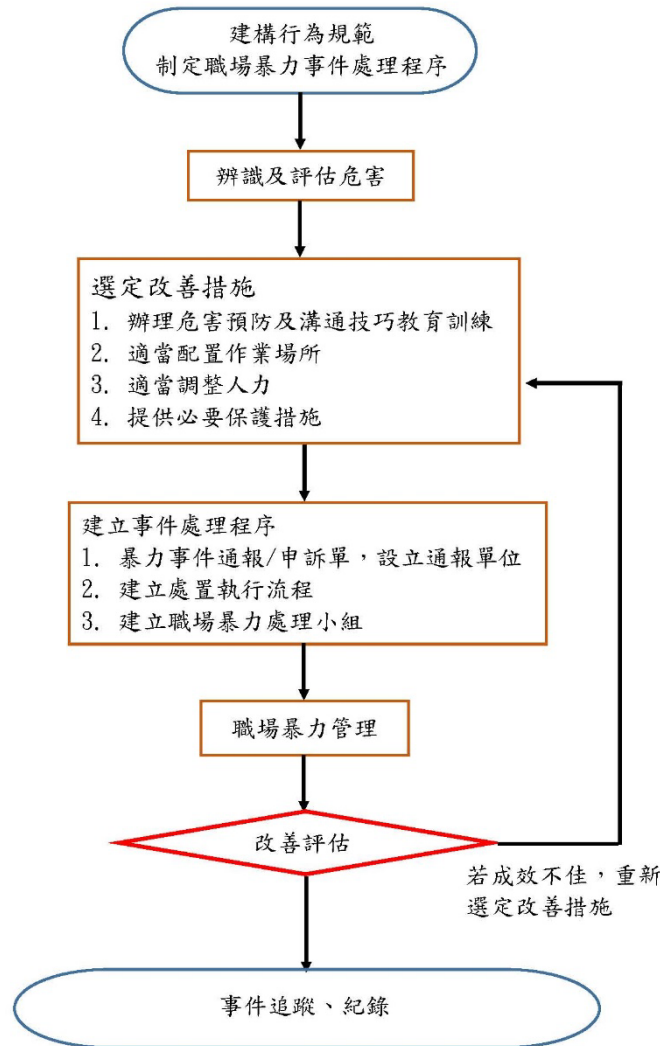 建構行為規範
制定職場暴力事件處理程序
辨識及評估危害
選定改善措施
1. 辦理危害預防及溝通技巧教育訓練
2. 適當配置作業場所
3. 適當調整人力
4. 提供必要保護措施
建立事件處理程序
1. 暴力事件通報/申訴單，設立通報單位
2. 建立處置執行流程
3. 建立職場暴力處理小組
職場暴力管理
改善評估
若成效不佳，重新
選定改善措施
事件追蹤、紀錄